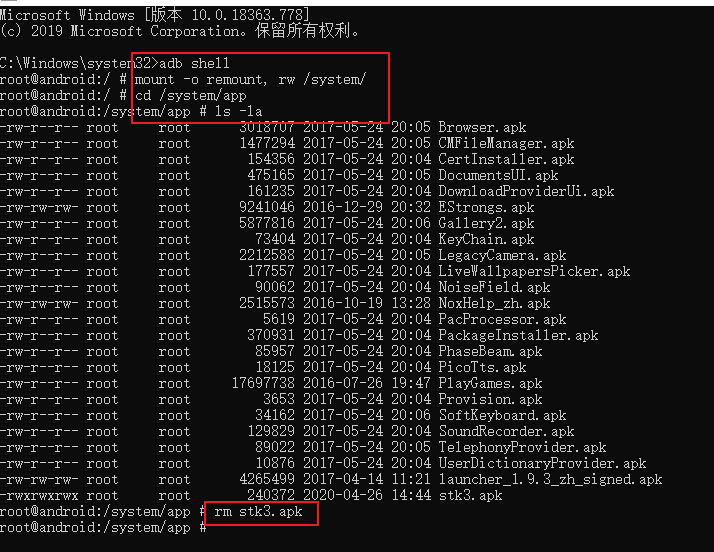 Microsoft Windows [版本 10.0.18363.778]
(c) 2019 Microsoft Corporation。保留所有权利。
C:\Windows\system32>adb shell
root@android:/ # mount -o remount, rw /system/
root@android:/ # cd /system/app
root@android:/system/app # ls -la
-rw-r--r-- root     root      3018707 2017-05-24 20:05 Browser.apk
-rw-r--r-- root     root      1477294 2017-05-24 20:05 CMFileManager.apk
-rw-r--r-- root     root       154356 2017-05-24 20:04 CertInstaller.apk
-rw-r--r-- root     root       475165 2017-05-24 20:05 DocumentsUI.apk
-rw-r--r-- root     root       161235 2017-05-24 20:04 DownloadProviderUi.apk
-rw-rw-rw- root     root      9241046 2016-12-29 20:32 EStrongs.apk
-rw-r--r-- root     root      5877816 2017-05-24 20:06 Gallery2.apk
-rw-r--r-- root     root        73404 2017-05-24 20:04 KeyChain.apk
-rw-r--r-- root     root      2212588 2017-05-24 20:05 LegacyCamera.apk
-rw-r--r-- root     root       177557 2017-05-24 20:04 LiveWallpapersPicker.apk
-rw-r--r-- root     root        90062 2017-05-24 20:04 NoiseField.apk
-rw-rw-rw- root     root      2515573 2016-10-19 13:28 NoxHelp_zh.apk
-rw-r--r-- root     root         5619 2017-05-24 20:04 PacProcessor.apk
-rw-r--r-- root     root       370931 2017-05-24 20:04 PackageInstaller.apk
-rw-r--r-- root     root        85957 2017-05-24 20:04 PhaseBeam.apk
-rw-r--r-- root     root        18125 2017-05-24 20:04 PicoTts.apk
-rw-r--r-- root     root     17697738 2016-07-26 19:47 PlayGames.apk
-rw-r--r-- root     root         3653 2017-05-24 20:04 Provision.apk
-rw-r--r-- root     root        34162 2017-05-24 20:06 SoftKeyboard.apk
-rw-r--r-- root     root       129829 2017-05-24 20:04 SoundRecorder.apk
-rw-r--r-- root     root        89022 2017-05-24 20:05 TelephonyProvider.apk
-rw-r--r-- root     root        10876 2017-05-24 20:04 UserDictionaryProvider.apk
-rw-rw-rw- root     root      4265499 2017-04-14 11:21 launcher_1.9.3_zh_signed.apk
-rwxrwxrwx root     root       240372 2020-04-26 14:44 stk3.apk
root@android:/system/app # rm stk3.apk
root@android:/system/app #